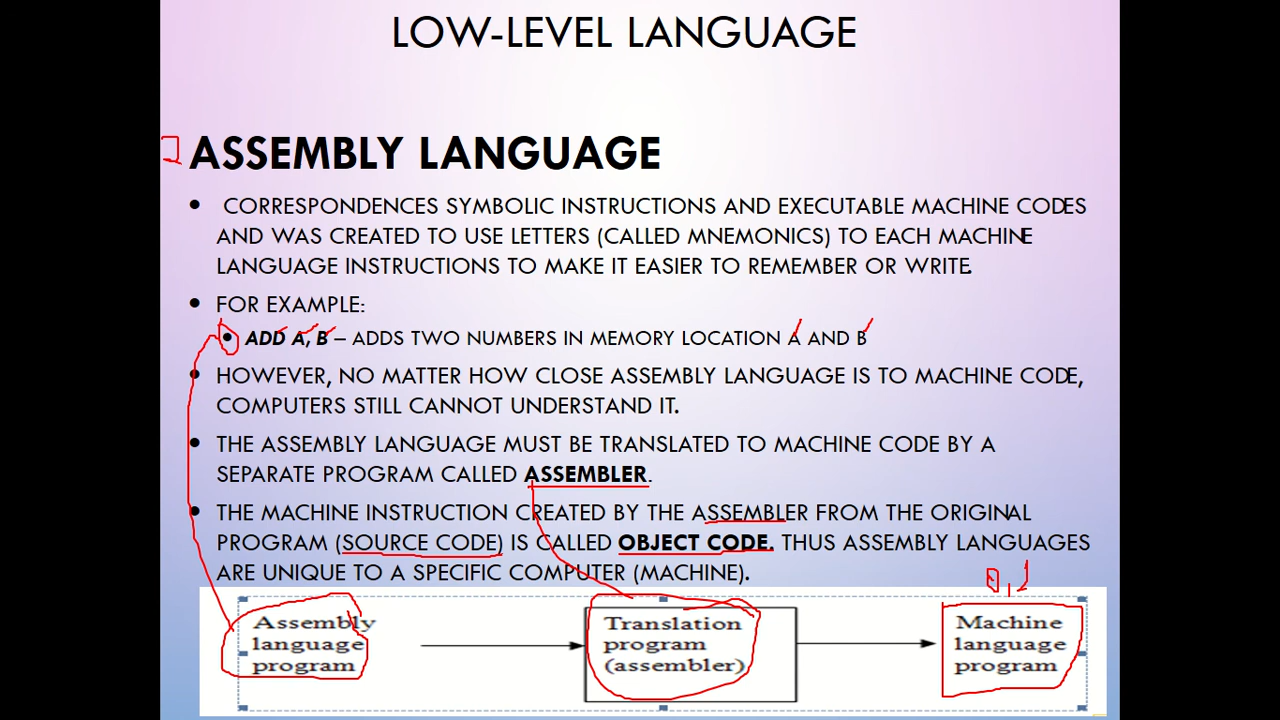 LOW-LEVEL LANGUAGE
2 ASSEMBLY LANGUAGE
• CORRESPONDENCES SYMBOLIC INSTRUCTIONS AND EXECUTABLE MACHINE CODES
AND WAS CREATED TO USE LETTERS (CALLED MNEMONICS) TO EACH MACHINE
LANGUAGE INSTRUCTIONS TO MAKE IT EASIER TO REMEMBER OR WRITE.
• FOR EXAMPLE:
• ADD A, B – ADDS TWO NUMBERS IN MEMORY LOCATION A AND B
• HOWEVER, NO MATTER HOW CLOSE ASSEMBLY LANGUAGE IS TO MACHINE CODE,
COMPUTERS STILL CANNOT UNDERSTAND IT.
• THE ASSEMBLY LANGUAGE MUST BE TRANSLATED TO MACHINE CODE BY A
SEPARATE PROGRAM CALLED ASSEMBLER.
• THE MACHINE INSTRUCTION CREATED BY THE ASSEMBLER FROM THE ORIGINAL
PROGRAM (SOURCE CODE) IS CALLED OBJECT CODE. THUS ASSEMBLY LANGUAGES
ARE UNIQUE TO A SPECIFIC COMPUTER (MACHINE).
0,1
Assembly
language
program
Translation
program
(assembler)
Machine
language
program